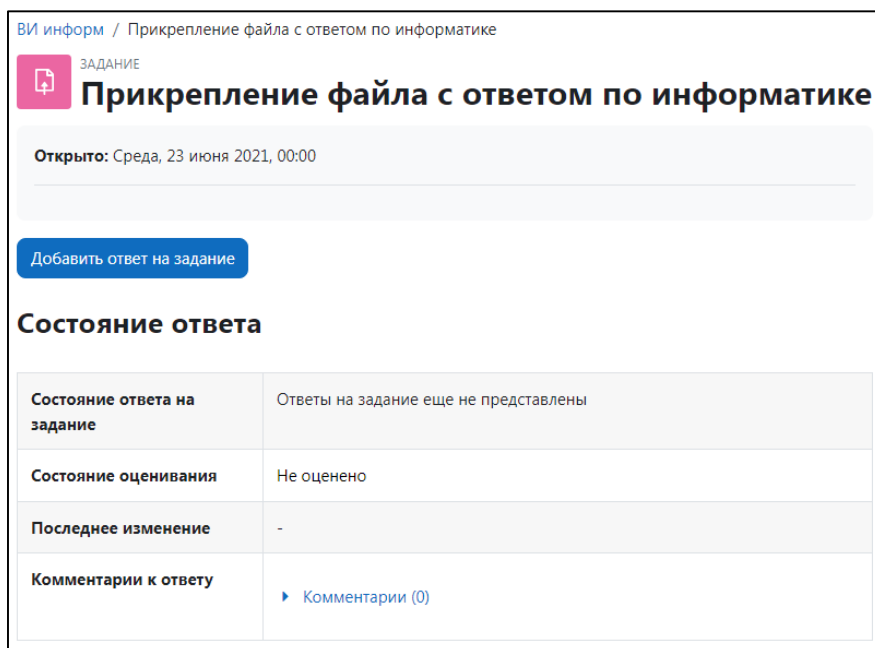 ВИ информ / Прикрепление файла с ответом по информатике
ЗАДАНИЕ
Прикрепление файла с ответом по информатике
Открыто: Среда, 23 июня 2021, 00:00
Добавить ответ на задание
Состояние ответа
Состояние ответа на задание
Ответы на задание еще не представлены
Состояние оценивания
Не оценено
Последнее изменение
-
Комментарии к ответу
Комментарии (0)